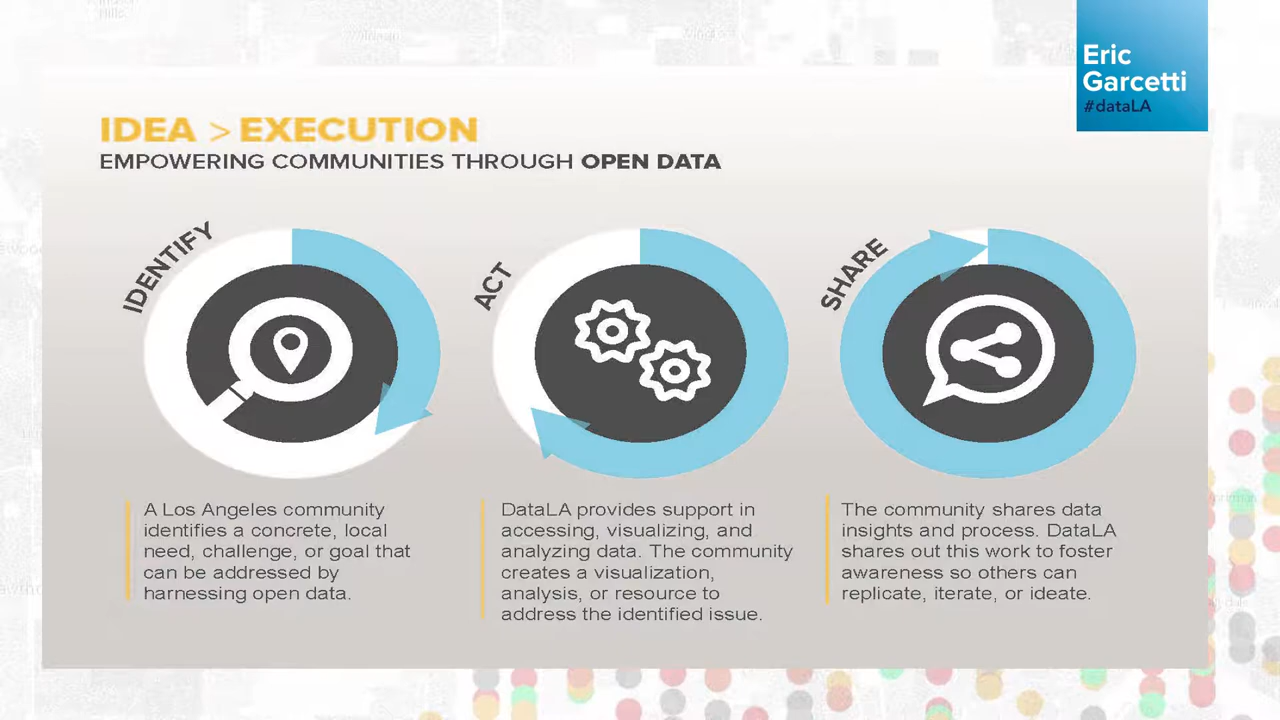 Eric
Garcetti
#dataLA
IDEA > EXECUTION
EMPOWERING COMMUNITIES THROUGH OPEN DATA
IDENTIFY
ACT
SHARE
A Los Angeles community
identifies a concrete, local
need, challenge, or goal that
can be addressed by
harnessing open data.
DataLA provides support in
accessing, visualizing, and
analyzing data. The community
creates a visualization,
analysis, or resource to
address the identified issue.
The community shares data
insights and process. DataLA
shares out this work to foster
awareness so others can
replicate, iterate, or ideate.